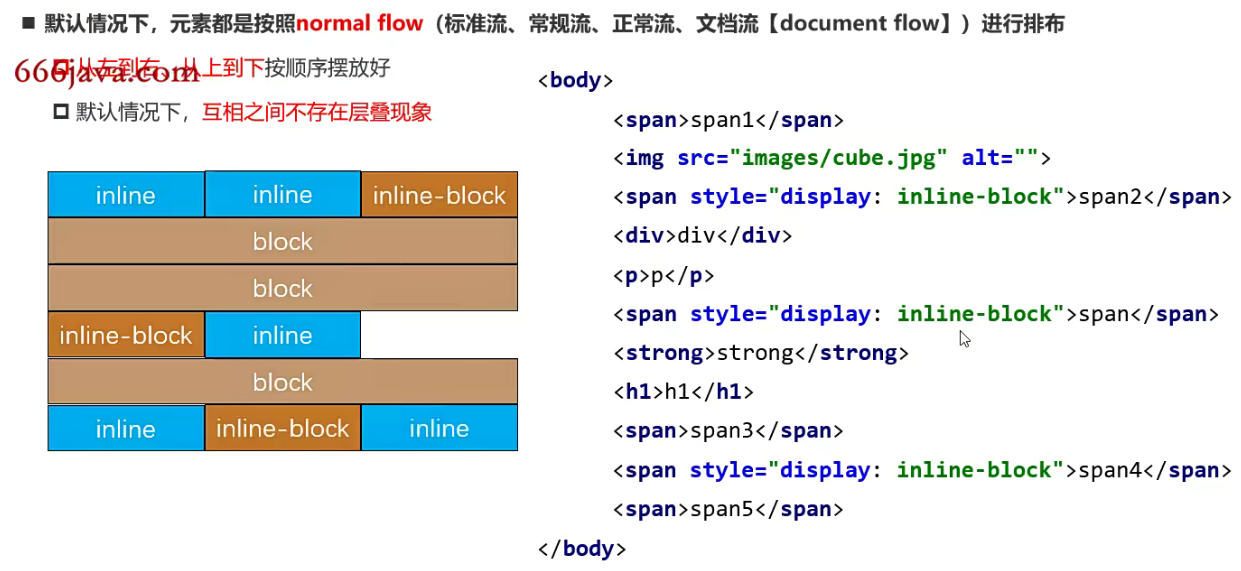 ■ 默认情况下，元素都是按照normal flow（标准流、常规流、正常流、文档流【document flow】）进行排布
从左到右、从上到下按顺序摆放好
666java.com
默认情况下，互相之间不存在层叠现象
inline inline inline-block
block
block
inline-block inline
block
inline inline-block inline
<body>
<span>span1</span>
<img src="images/cube.jpg" alt="">
<span style="display: inline-block">span2</span>
<div>div</div>
<p>p</p>
<span style="display: inline-block">span</span>
<strong>strong</strong>
<h1>h1</h1>
<span>span3</span>
<span style="display: inline-block">span4</span>
<span>span5</span>
</body>